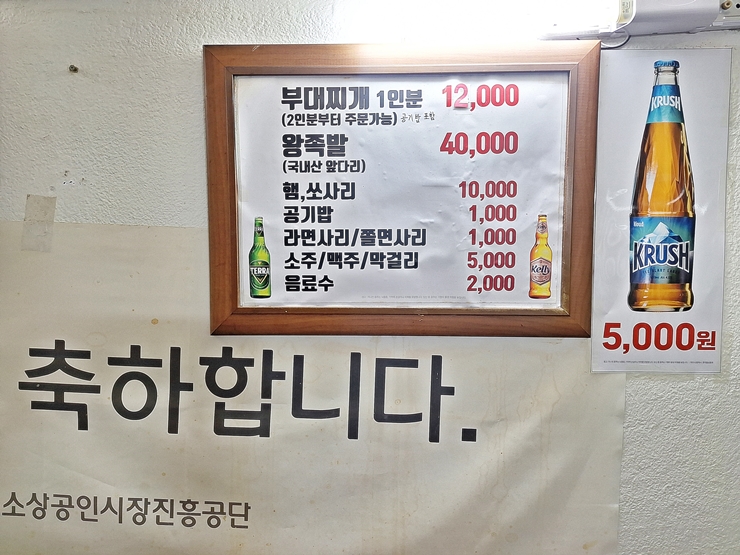 부대찌개 1인분 12,000
(2인분부터 주문가능) 공기밥 포함
왕족발 40,000
(국내산 앞다리)
햄,쏘사리 10,000
공기밥 1,000
라면사리/쫄면사리 1,000
소주/맥주/막걸리 5,000
음료수 2,000
TERRA
Kelly
KRUSH
Kloud
KRUSH
5,000원
축하합니다.
소상공인시장진흥공단